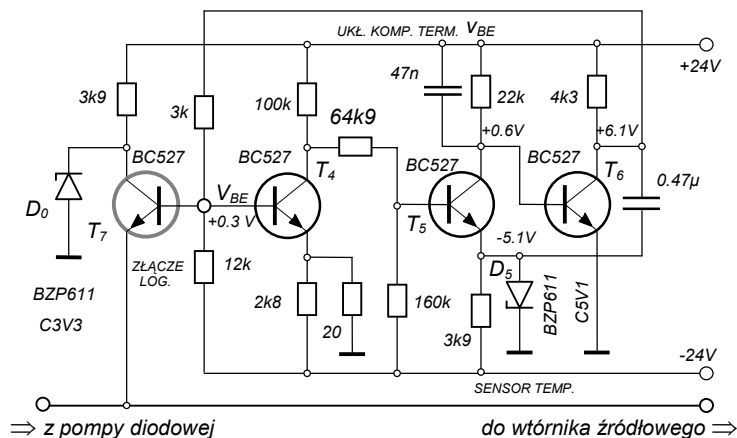 UKŁ. KOMP. TERM. VBE
+24V
3k9
3k
100k
64k9
47n
22k
4k3
+0.6V
+6.1V
BC527
BC527
T4
BC527
BC527
T6
0.47µ
D0
T7
VBE
+0.3 V
T5
-5.1V
D5
ZŁĄCZE
LOG.
12k
BZP611
C3V3
2k8
20
160k
3k9
BZP611
C5V1
-24V
SENSOR TEMP.
⇒ z pompy diodowej
do wtórnika źródłowego ⇒